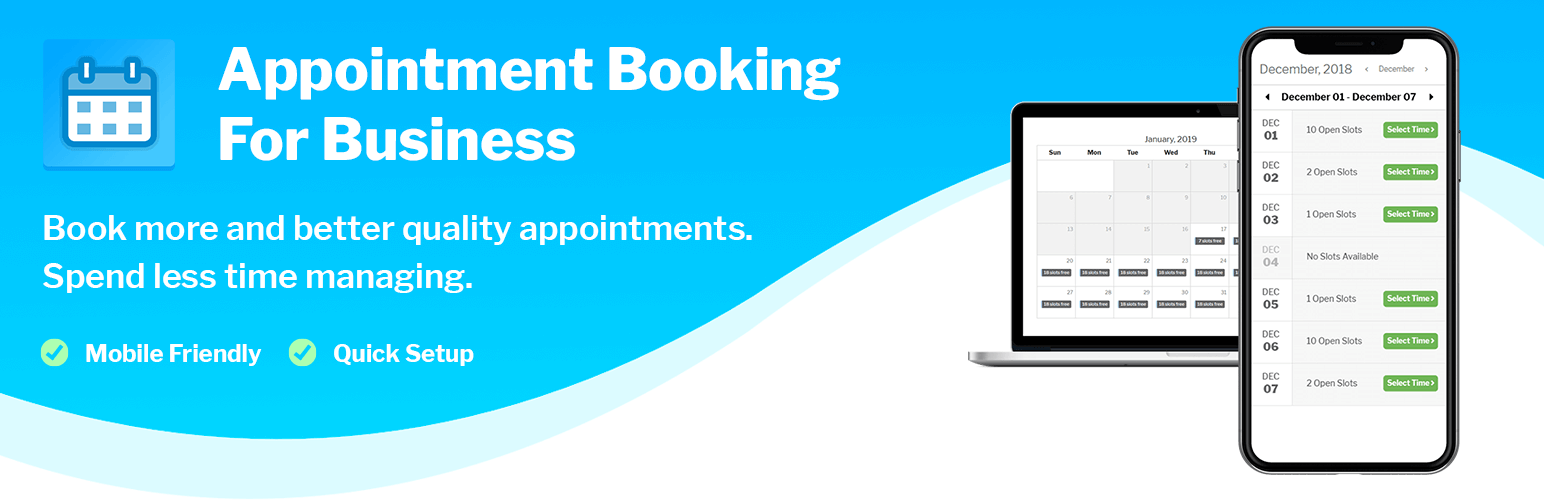 Appointment Booking
For Business
Book more and better quality appointments.
Spend less time managing.
Mobile Friendly
Quick Setup
January, 2019
Sun Mon Tue Wed Thu
1 2 3
6 7 8 9 10
13 14 15 16 17
7 slots free
20 21 22 23 24
18 slots free 18 slots free 18 slots free 18 slots free 18 slots free
27 28 29 30 31
18 slots free 18 slots free 18 slots free 18 slots free 18 slots free
December, 2018 < December >
December 01 - December 07
DEC 01 10 Open Slots Select Time >
DEC 02 2 Open Slots Select Time >
DEC 03 1 Open Slots Select Time >
DEC 04 No Slots Available
DEC 05 1 Open Slots Select Time >
DEC 06 10 Open Slots Select Time >
DEC 07 2 Open Slots Select Time >